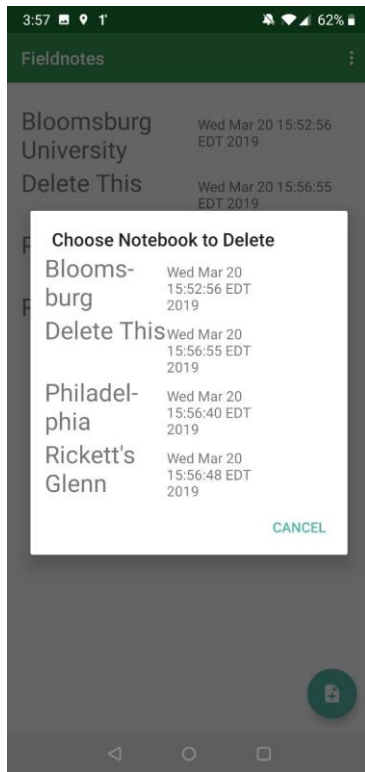 3:57 1° 62%
Fieldnotes
Bloomsburg
University
Wed Mar 20 15:52:56
EDT 2019
Delete This
Wed Mar 20 15:56:55
EDT 2019
P
R
Choose Notebook to Delete
Blooms-
burg
Wed Mar 20
15:52:56 EDT
2019
Delete This
Wed Mar 20
15:56:55 EDT
2019
Philadel-
phia
Wed Mar 20
15:56:40 EDT
2019
Rickett's
Glenn
Wed Mar 20
15:56:48 EDT
2019
CANCEL